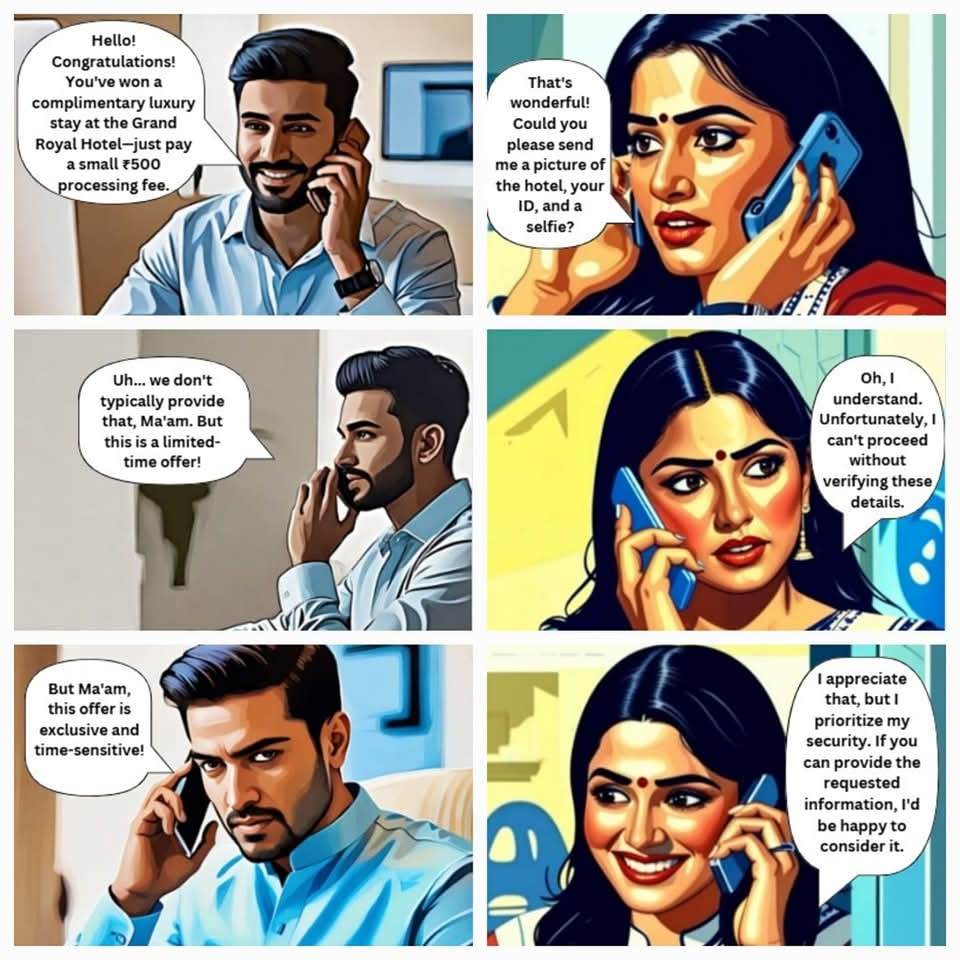 Hello!
Congratulations!
You've won a
complimentary luxury
stay at the Grand
Royal Hotel—just pay
a small ₹500
processing fee.
That's
wonderful!
Could you
please send
me a picture of
the hotel, your
ID, and a
selfie?
Uh... we don't
typically provide
that, Ma'am. But
this is a limited-
time offer!
Oh, I
understand.
Unfortunately, I
can't proceed
without
verifying these
details.
But Ma'am,
this offer is
exclusive and
time-sensitive!
I appreciate
that, but I
prioritize my
security. If you
can provide the
requested
information, I'd
be happy to
consider it.